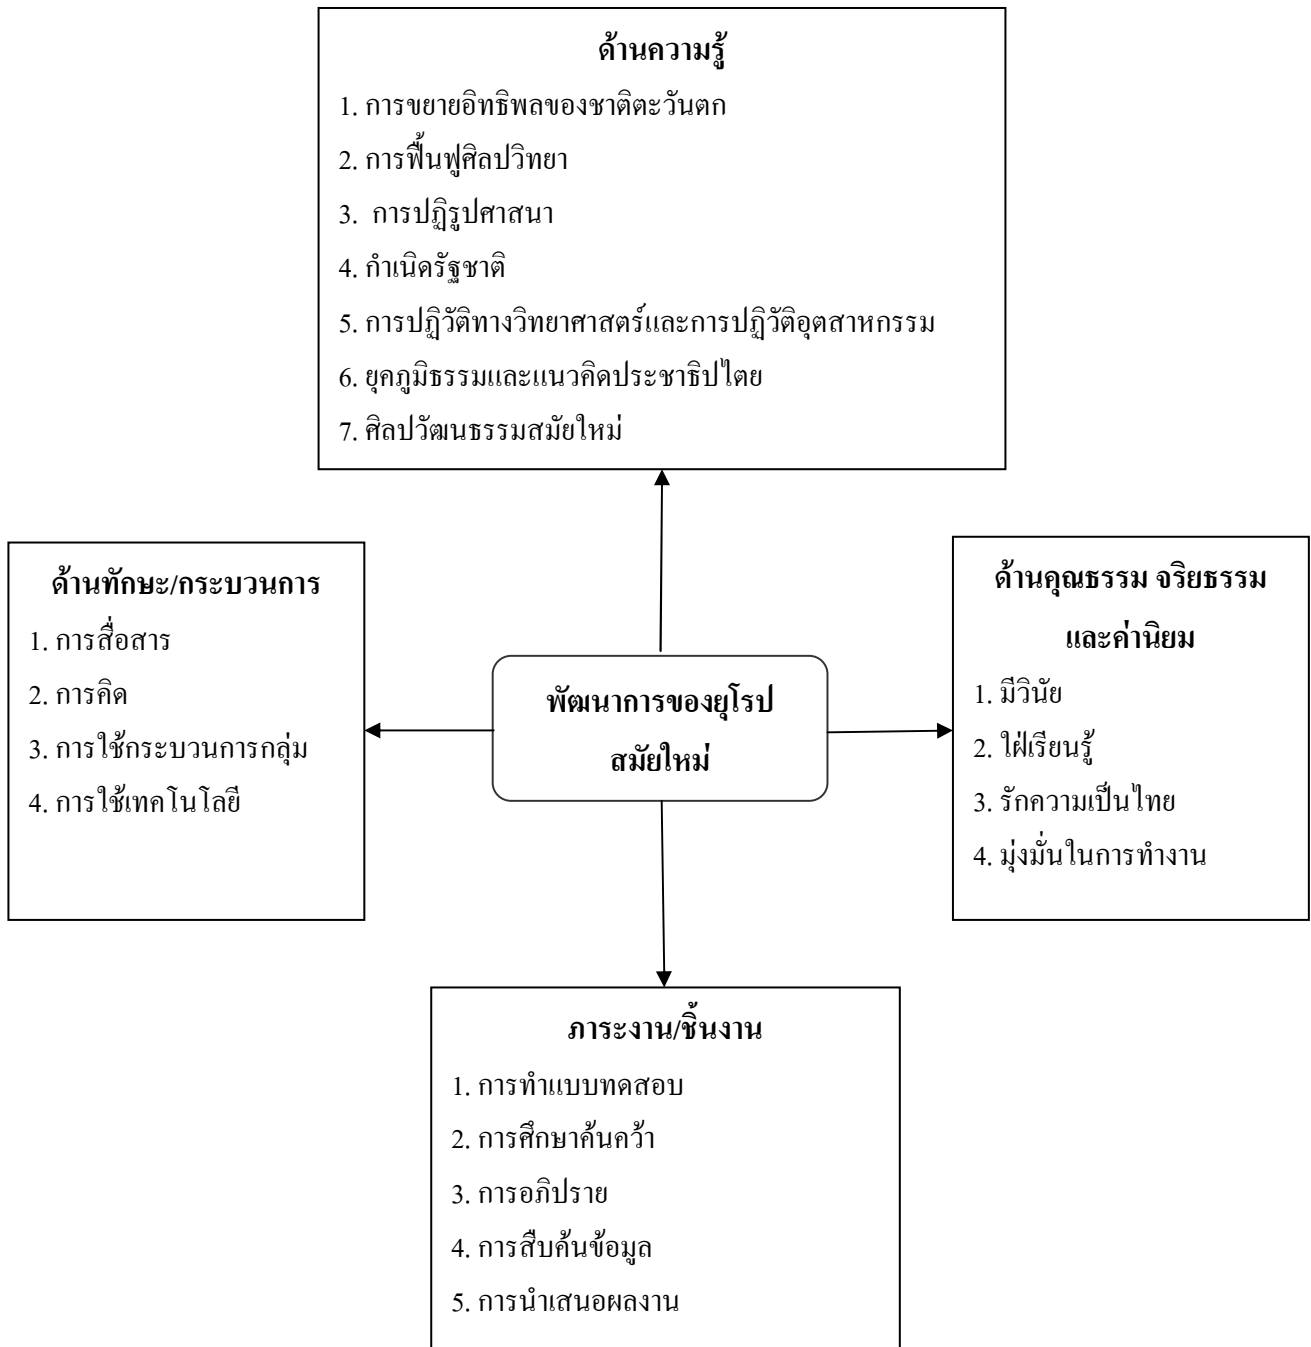 ด้านความรู้
1. การขยายอิทธิพลของชาติตะวันตก
2. การฟื้นฟูศิลปวิทยา
3. การปฏิรูปศาสนา
4. กำเนิดรัฐชาติ
5. การปฏิวัติทางวิทยาศาสตร์และการปฏิวัติอุตสาหกรรม
6. ยุคภูมิธรรมและแนวคิดประชาธิปไตย
7. ศิลปวัฒนธรรมสมัยใหม่
ด้านทักษะ/กระบวนการ
1. การสื่อสาร
2. การคิด
3. การใช้กระบวนการกลุ่ม
4. การใช้เทคโนโลยี
พัฒนาการของยุโรป
สมัยใหม่
ด้านคุณธรรม จริยธรรม
และค่านิยม
1. มีวินัย
2. ใฝ่เรียนรู้
3. รักความเป็นไทย
4. มุ่งมั่นในการทำงาน
ภาระงาน/ชิ้นงาน
1. การทำแบบทดสอบ
2. การศึกษาค้นคว้า
3. การอภิปราย
4. การสืบค้นข้อมูล
5. การนำเสนอผลงาน